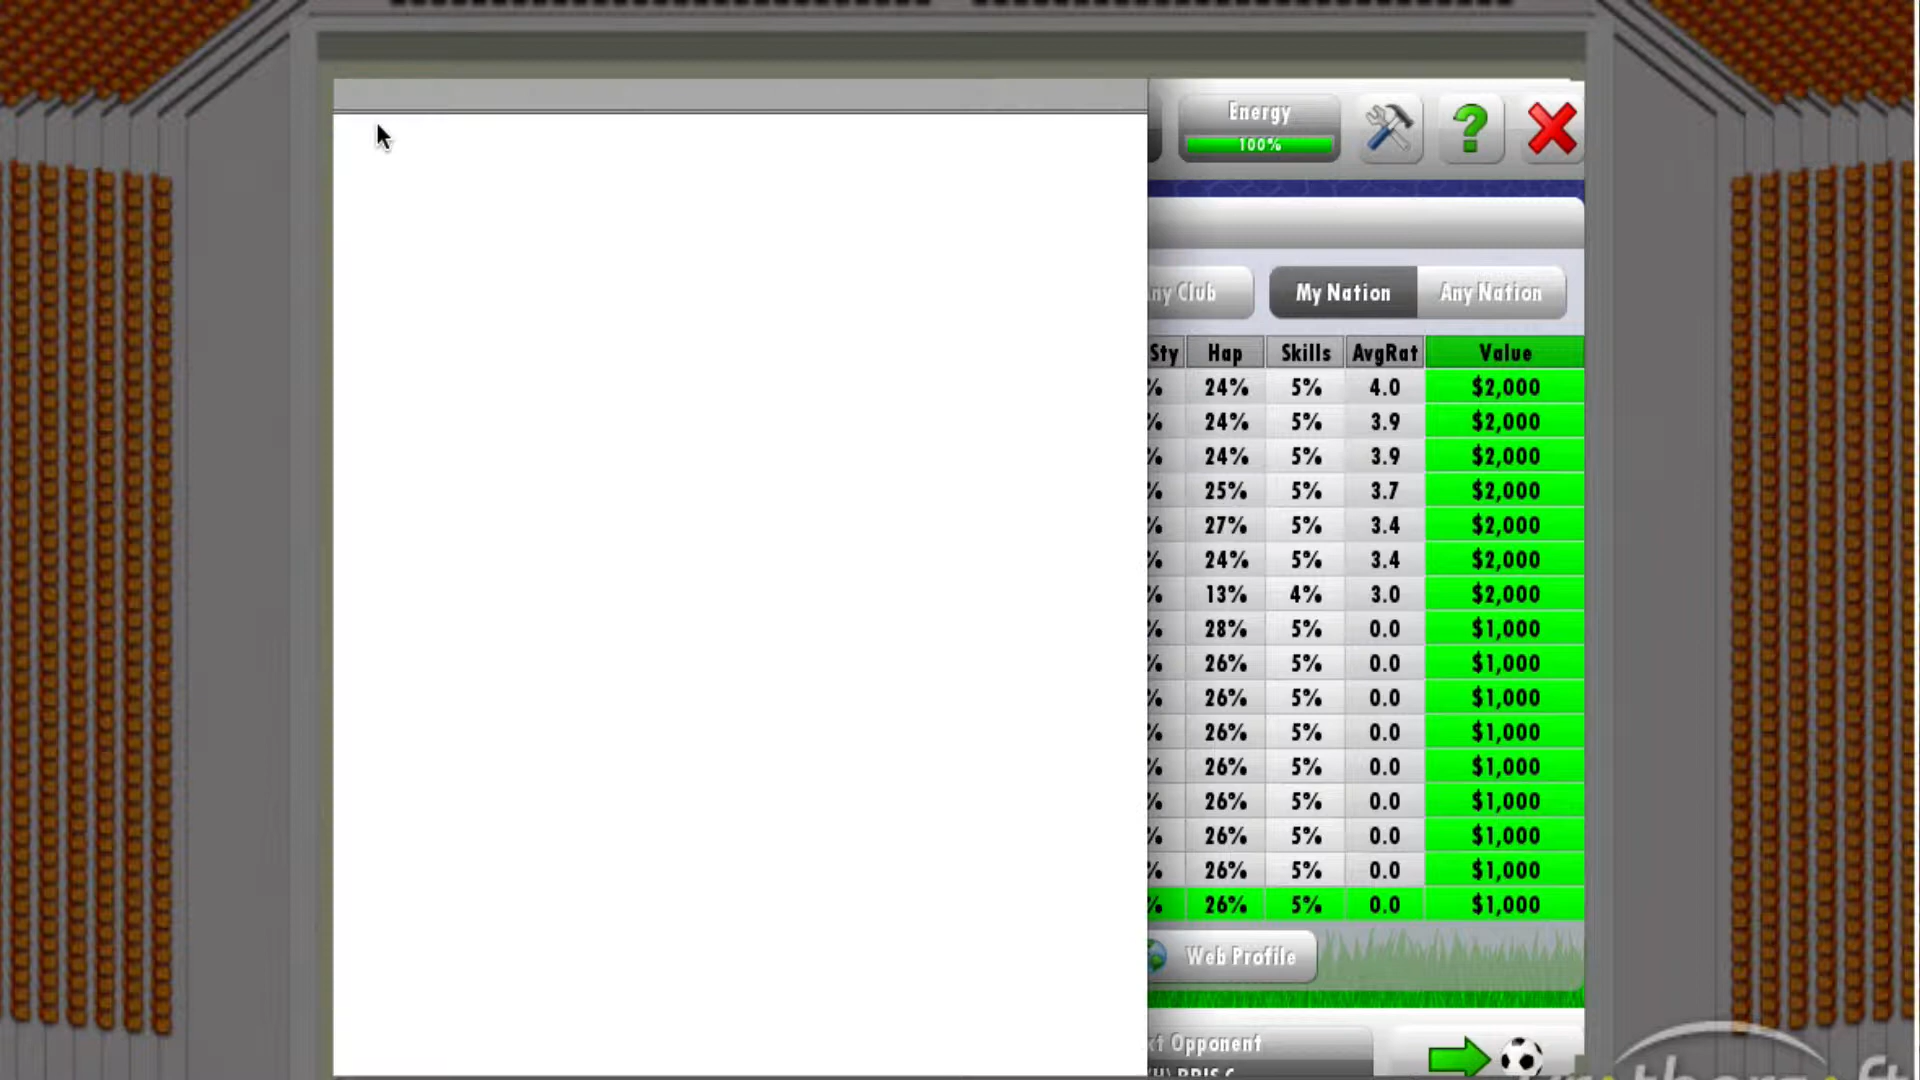 Energy
100%
ny Club My Nation Any Nation
Sty Hap Skills AvgRat Value
% 24% 5% 4.0 $2,000
% 24% 5% 3.9 $2,000
% 24% 5% 3.9 $2,000
% 25% 5% 3.7 $2,000
% 27% 5% 3.4 $2,000
% 24% 5% 3.4 $2,000
% 13% 4% 3.0 $2,000
% 28% 5% 0.0 $1,000
% 26% 5% 0.0 $1,000
% 26% 5% 0.0 $1,000
% 26% 5% 0.0 $1,000
% 26% 5% 0.0 $1,000
% 26% 5% 0.0 $1,000
% 26% 5% 0.0 $1,000
% 26% 5% 0.0 $1,000
% 26% 5% 0.0 $1,000
Web Profile
xt Opponent